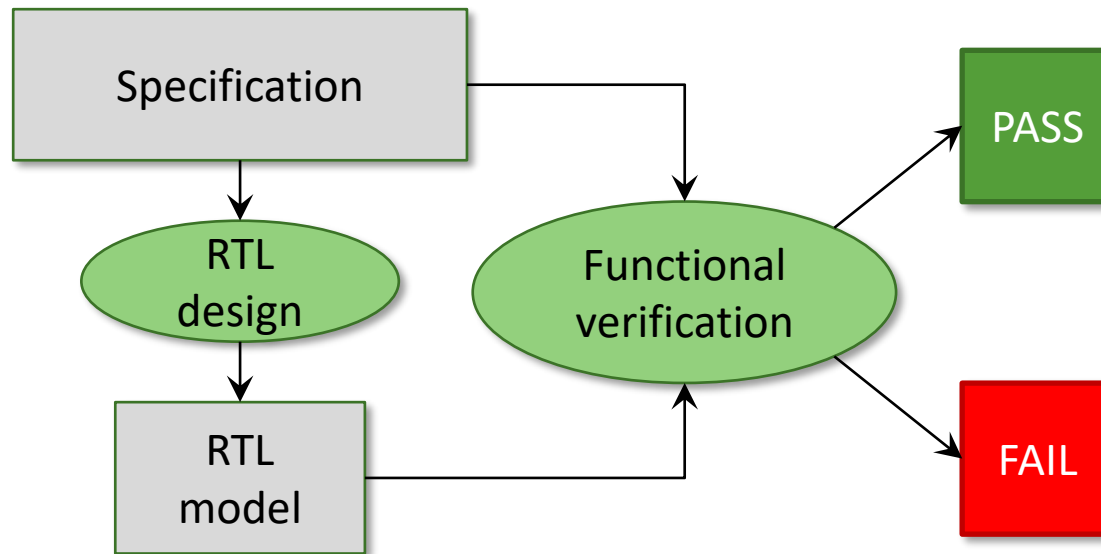 Specification
PASS
RTL
design
Functional
verification
RTL
model
FAIL